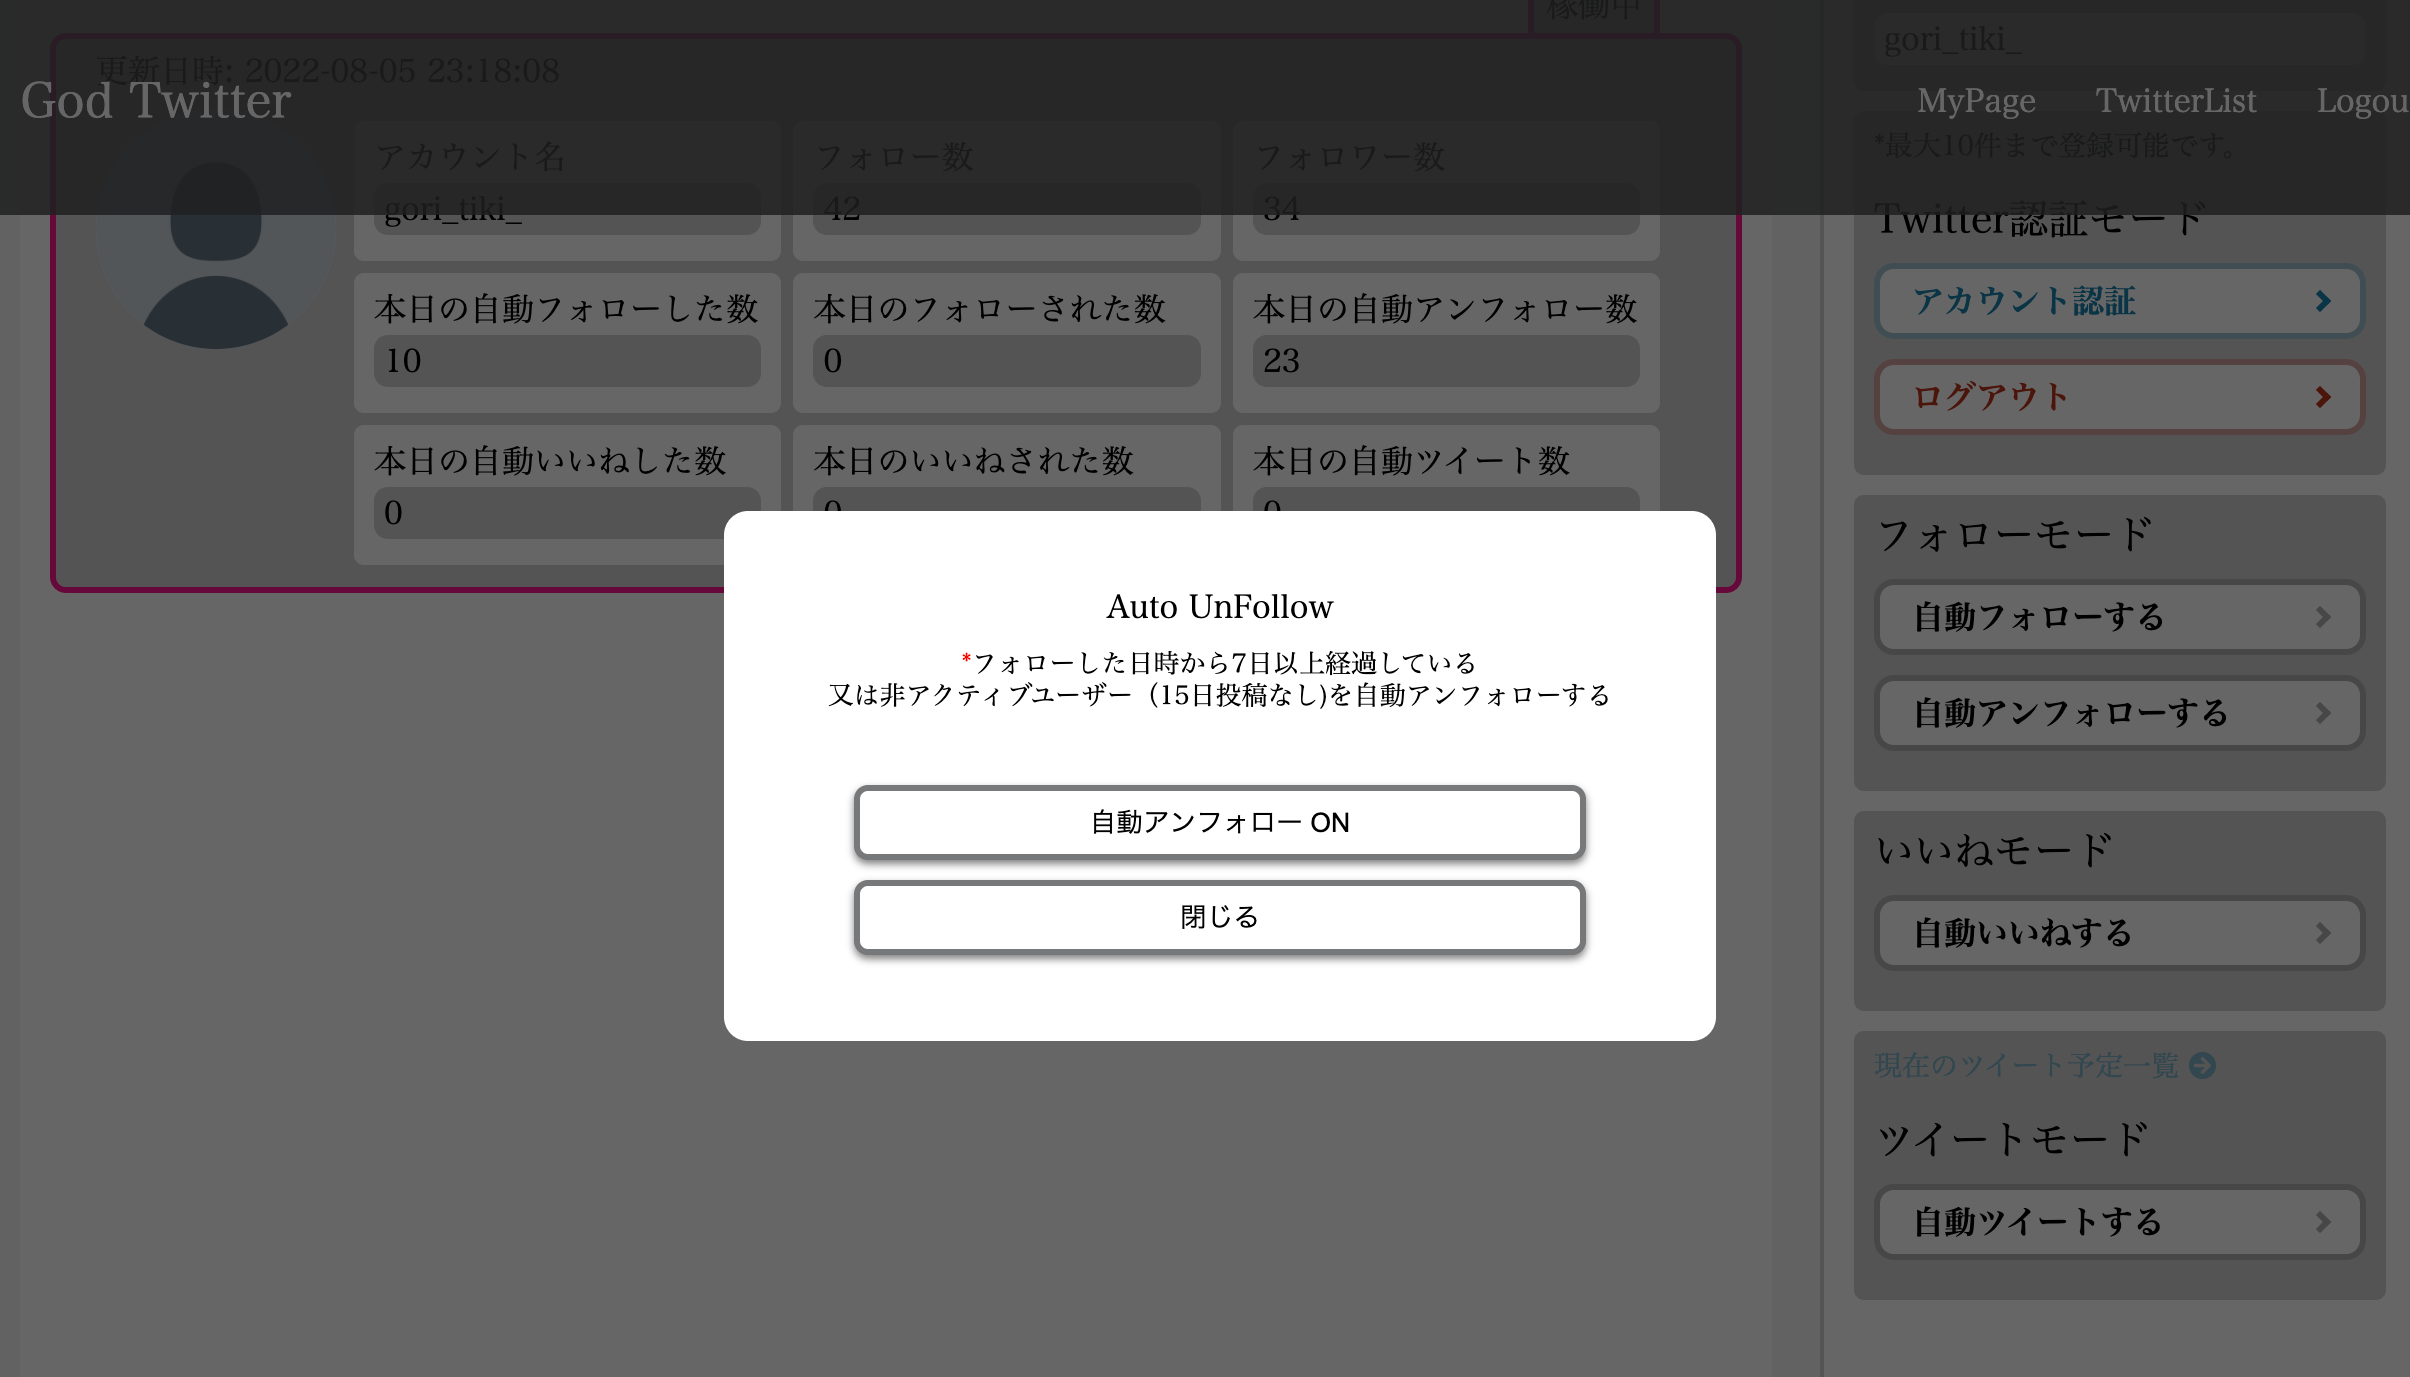 稼働中
更新日時: 2022-08-05 23:18:08
God Twitter
MyPage
TwitterList
Logou
アカウント名
gori_tiki_
フォロー数
42
フォロワー数
34
本日の自動フォローした数
10
本日のフォローされた数
0
本日の自動アンフォロー数
23
本日の自動いいねした数
0
本日のいいねされた数
0
本日の自動ツイート数
0
Auto UnFollow
*フォローした日時から7日以上経過している
又は非アクティブユーザー（15日投稿なし)を自動アンフォローする
自動アンフォロー ON
閉じる
gori_tiki_
*最大10件まで登録可能です。
Twitter認証モード
アカウント認証
ログアウト
フォローモード
自動フォローする
自動アンフォローする
いいねモード
自動いいねする
現在のツイート予定一覧
ツイートモード
自動ツイートする